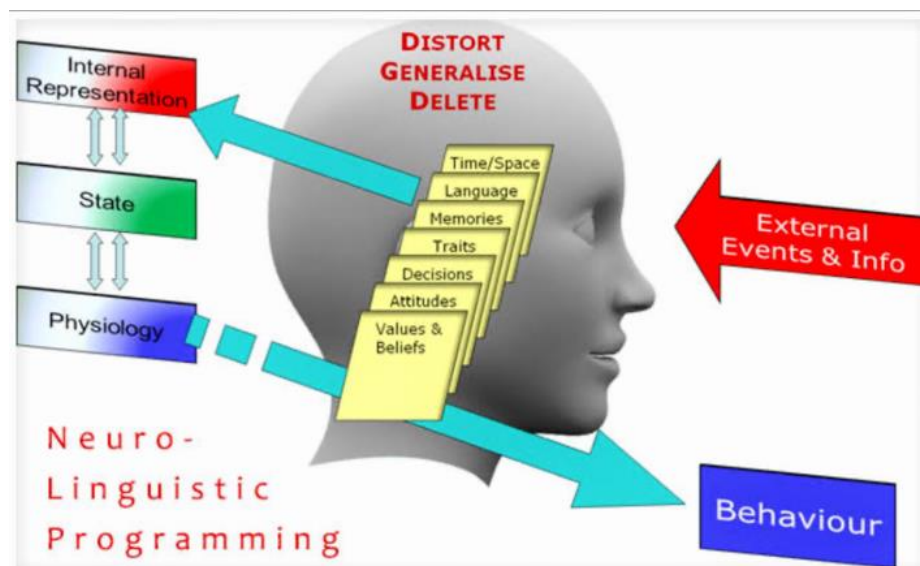 DISTORT
GENERALISE
DELETE
Internal
Representation
State
Physiology
Time/Space
Language
Memories
Traits
Decisions
Attitudes
Values &
Beliefs
External
Events & Info
Behaviour
Neuro-
Linguistic
Programming